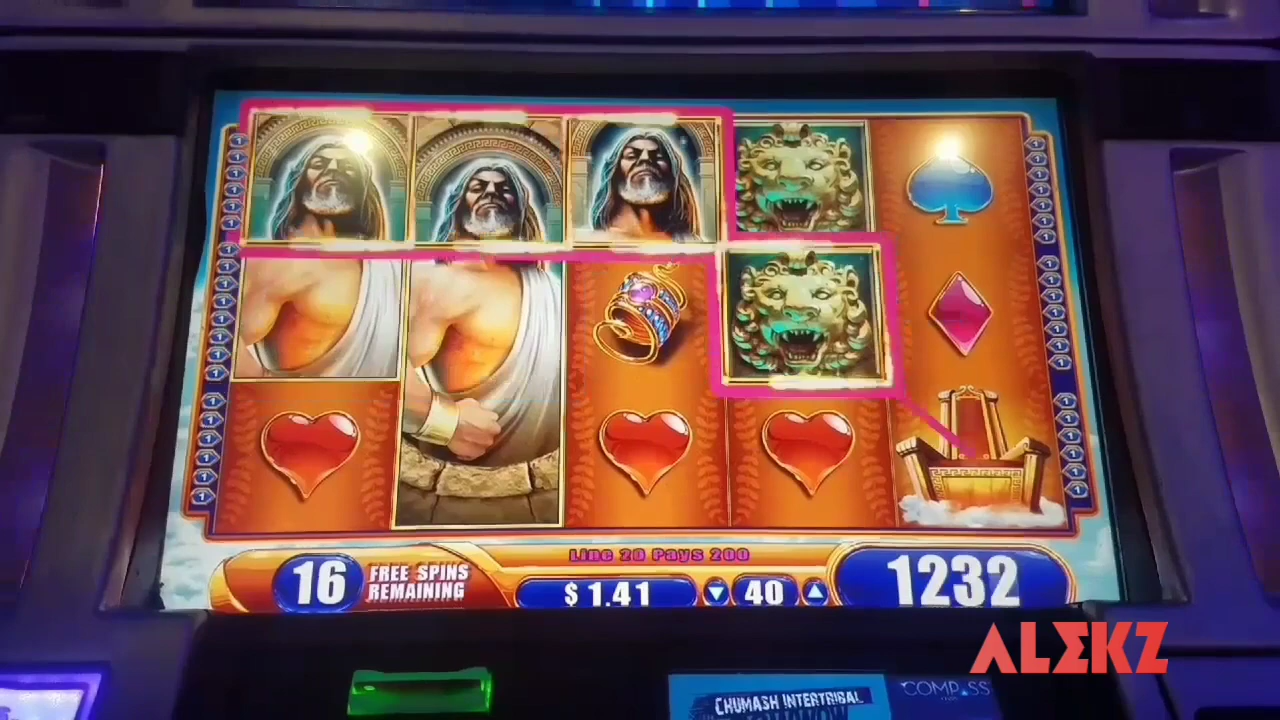 Line 20 Pays 200
16
FREE SPINS
REMAINING
$ 1.41
40
1232
ALEKZ
CHUMASH INTERTRIBAL
COMPASS